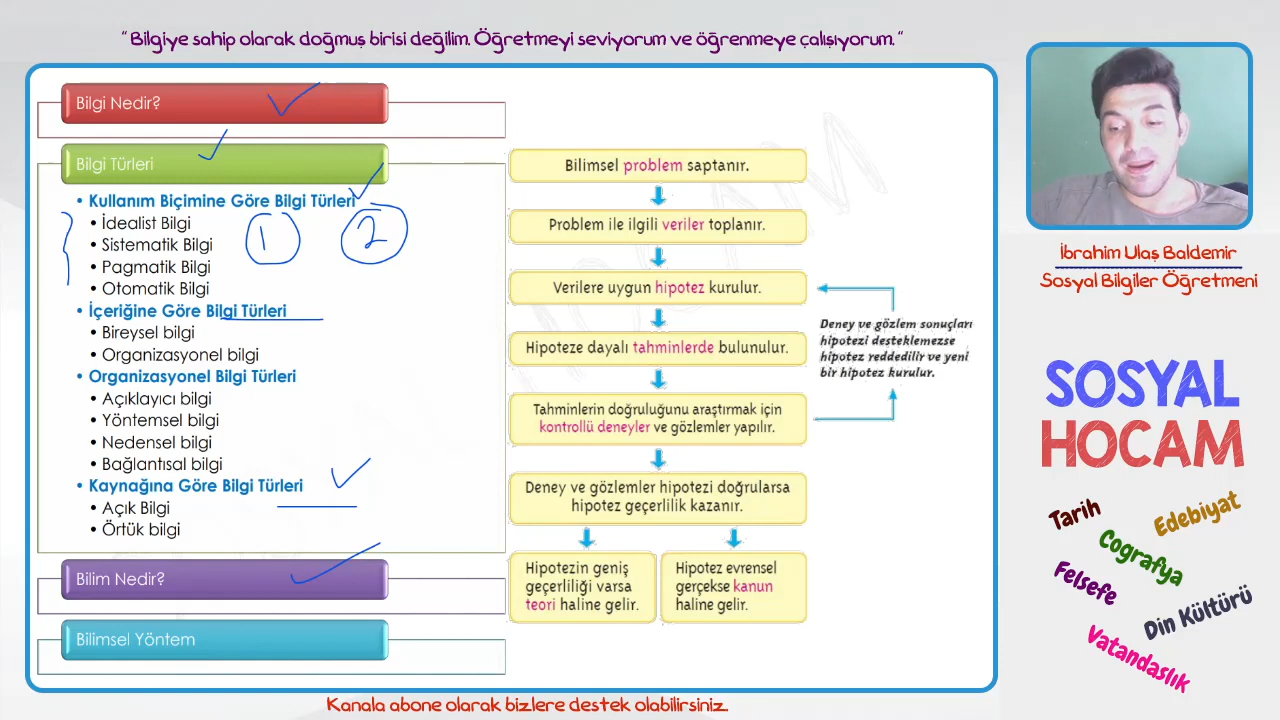 “ Bilgiye sahip olarak doğmuş birisi değilim. Öğretmeyi seviyorum ve öğrenmeye çalışıyorum. “
Bilgi Nedir?
Bilgi Türleri
• Kullanım Biçimine Göre Bilgi Türleri
• İdealist Bilgi
• Sistematik Bilgi
• Pagmatik Bilgi
• Otomatik Bilgi
1
2
• İçeriğine Göre Bilgi Türleri
• Bireysel bilgi
• Organizasyonel bilgi
• Organizasyonel Bilgi Türleri
• Açıklayıcı bilgi
• Yöntemsel bilgi
• Nedensel bilgi
• Bağlantısal bilgi
• Kaynağına Göre Bilgi Türleri
• Açık Bilgi
• Örtük bilgi
Bilim Nedir?
Bilimsel Yöntem
Bilimsel problem saptanır.
Problem ile ilgili veriler toplanır.
Verilere uygun hipotez kurulur.
Hipoteze dayalı tahminlerde bulunulur.
Tahminlerin doğruluğunu araştırmak için
kontrollü deneyler ve gözlemler yapılır.
Deney ve gözlemler hipotezi doğrularsa
hipotez geçerlilik kazanır.
Hipotezin geniş
geçerliliği varsa
teori haline gelir.
Hipotez evrensel
gerçekse kanun
haline gelir.
Deney ve gözlem sonuçları
hipotezi desteklemezse
hipotez reddedilir ve yeni
bir hipotez kurulur.
İbrahim Ulaş Baldemir
Sosyal Bilgiler Öğretmeni
SOSYAL
HOCAM
Tarih
Edebiyat
Coğrafya
Felsefe
Din Kültürü
Vatandaşlık
Kanala abone olarak bizlere destek olabilirsiniz.